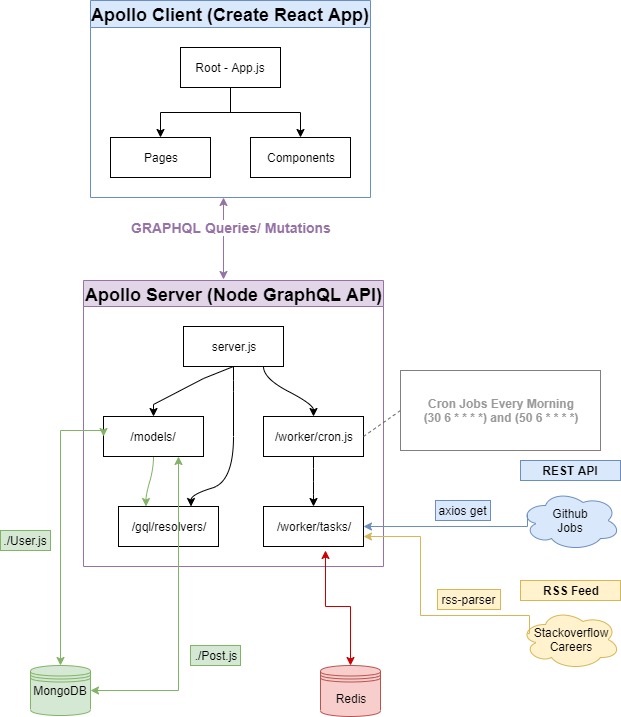 Apollo Client (Create React App)
Root - App.js
Pages
Components
GRAPHQL Queries/ Mutations
Apollo Server (Node GraphQL API)
server.js
/models/
/worker/cron.js
Cron Jobs Every Morning
(30 6 * * * *) and (50 6 * * * *)
/gql/resolvers/
/worker/tasks/
REST API
axios get
Github
Jobs
./User.js
RSS Feed
rss-parser
Stackoverflow
Careers
./Post.js
MongoDB
Redis